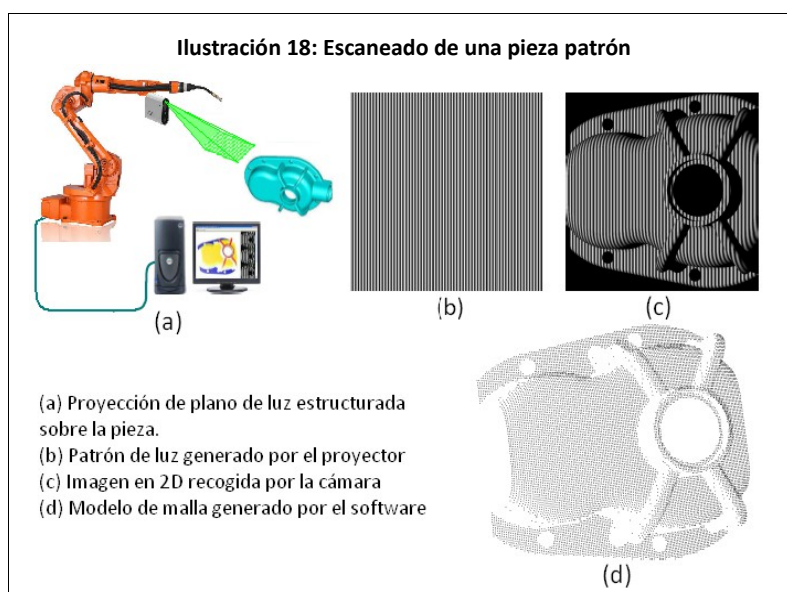 Ilustración 18: Escaneado de una pieza patrón
(a)
(b)
(c)
(a) Proyección de plano de luz estructurada
sobre la pieza.
(b) Patrón de luz generado por el proyector
(c) Imagen en 2D recogida por la cámara
(d) Modelo de malla generado por el software
(d)